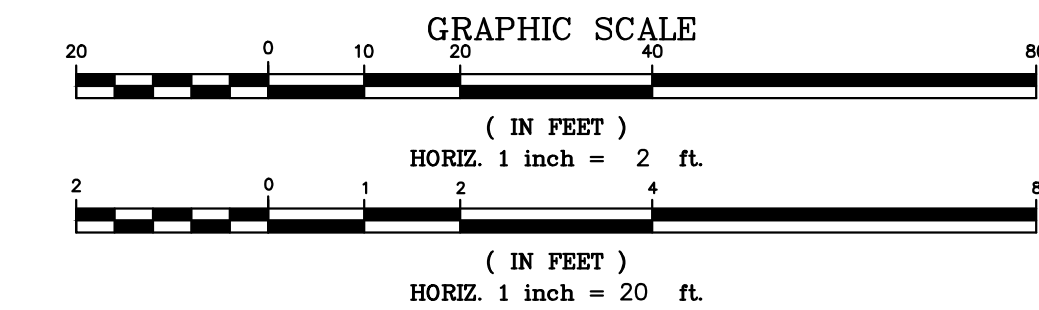 GRAPHIC SCALE
20 0 10 20 40 80
( IN FEET )
HORIZ. 1 inch = 2 ft.
2 0 1 2 4 8
( IN FEET )
HORIZ. 1 inch = 20 ft.